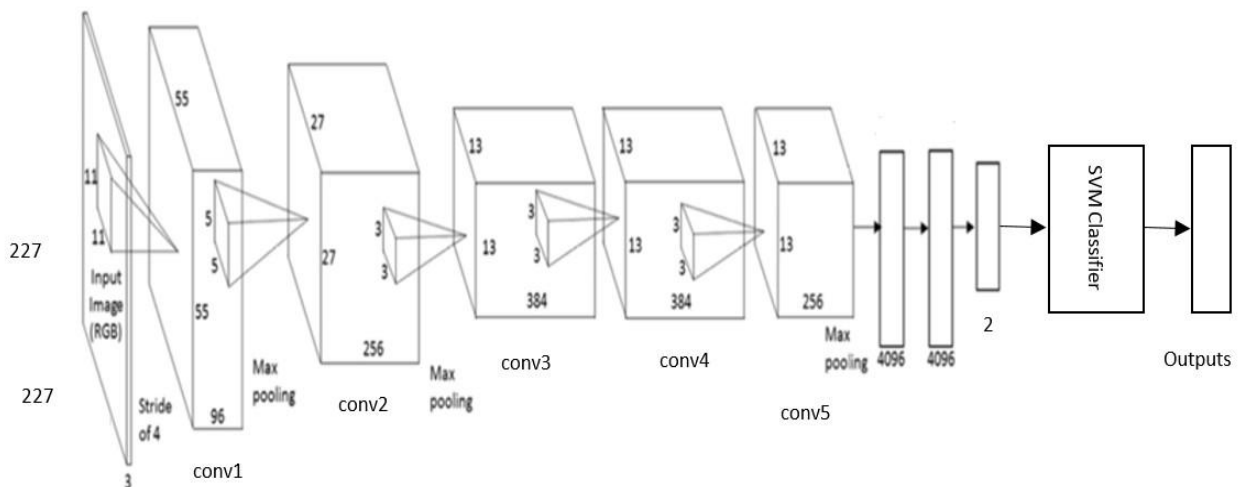 227
227
11
11
Input
Image
(RGB)
3
Stride
of 4
55
55
96
conv1
5
5
Max
pooling
27
27
256
conv2
3
3
Max
pooling
13
13
384
conv3
3
3
13
13
384
conv4
3
3
13
13
256
conv5
Max
pooling
4096
4096
2
SVM Classifier
Outputs